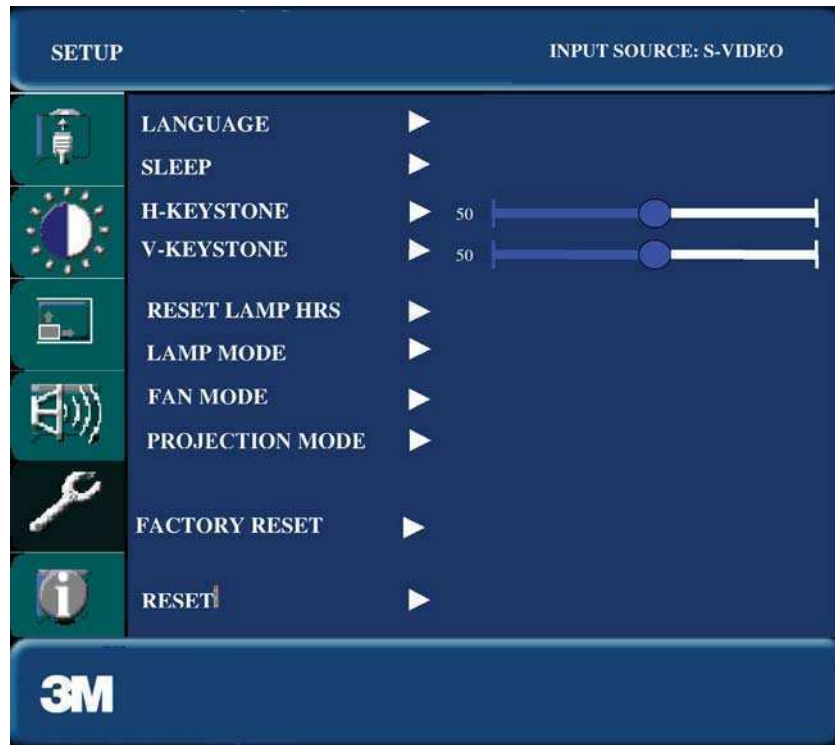 SETUP
INPUT SOURCE: S-VIDEO
LANGUAGE
SLEEP
H-KEYSTONE 50
V-KEYSTONE 50
RESET LAMP HRS
LAMP MODE
FAN MODE
PROJECTION MODE
FACTORY RESET
RESET
3M